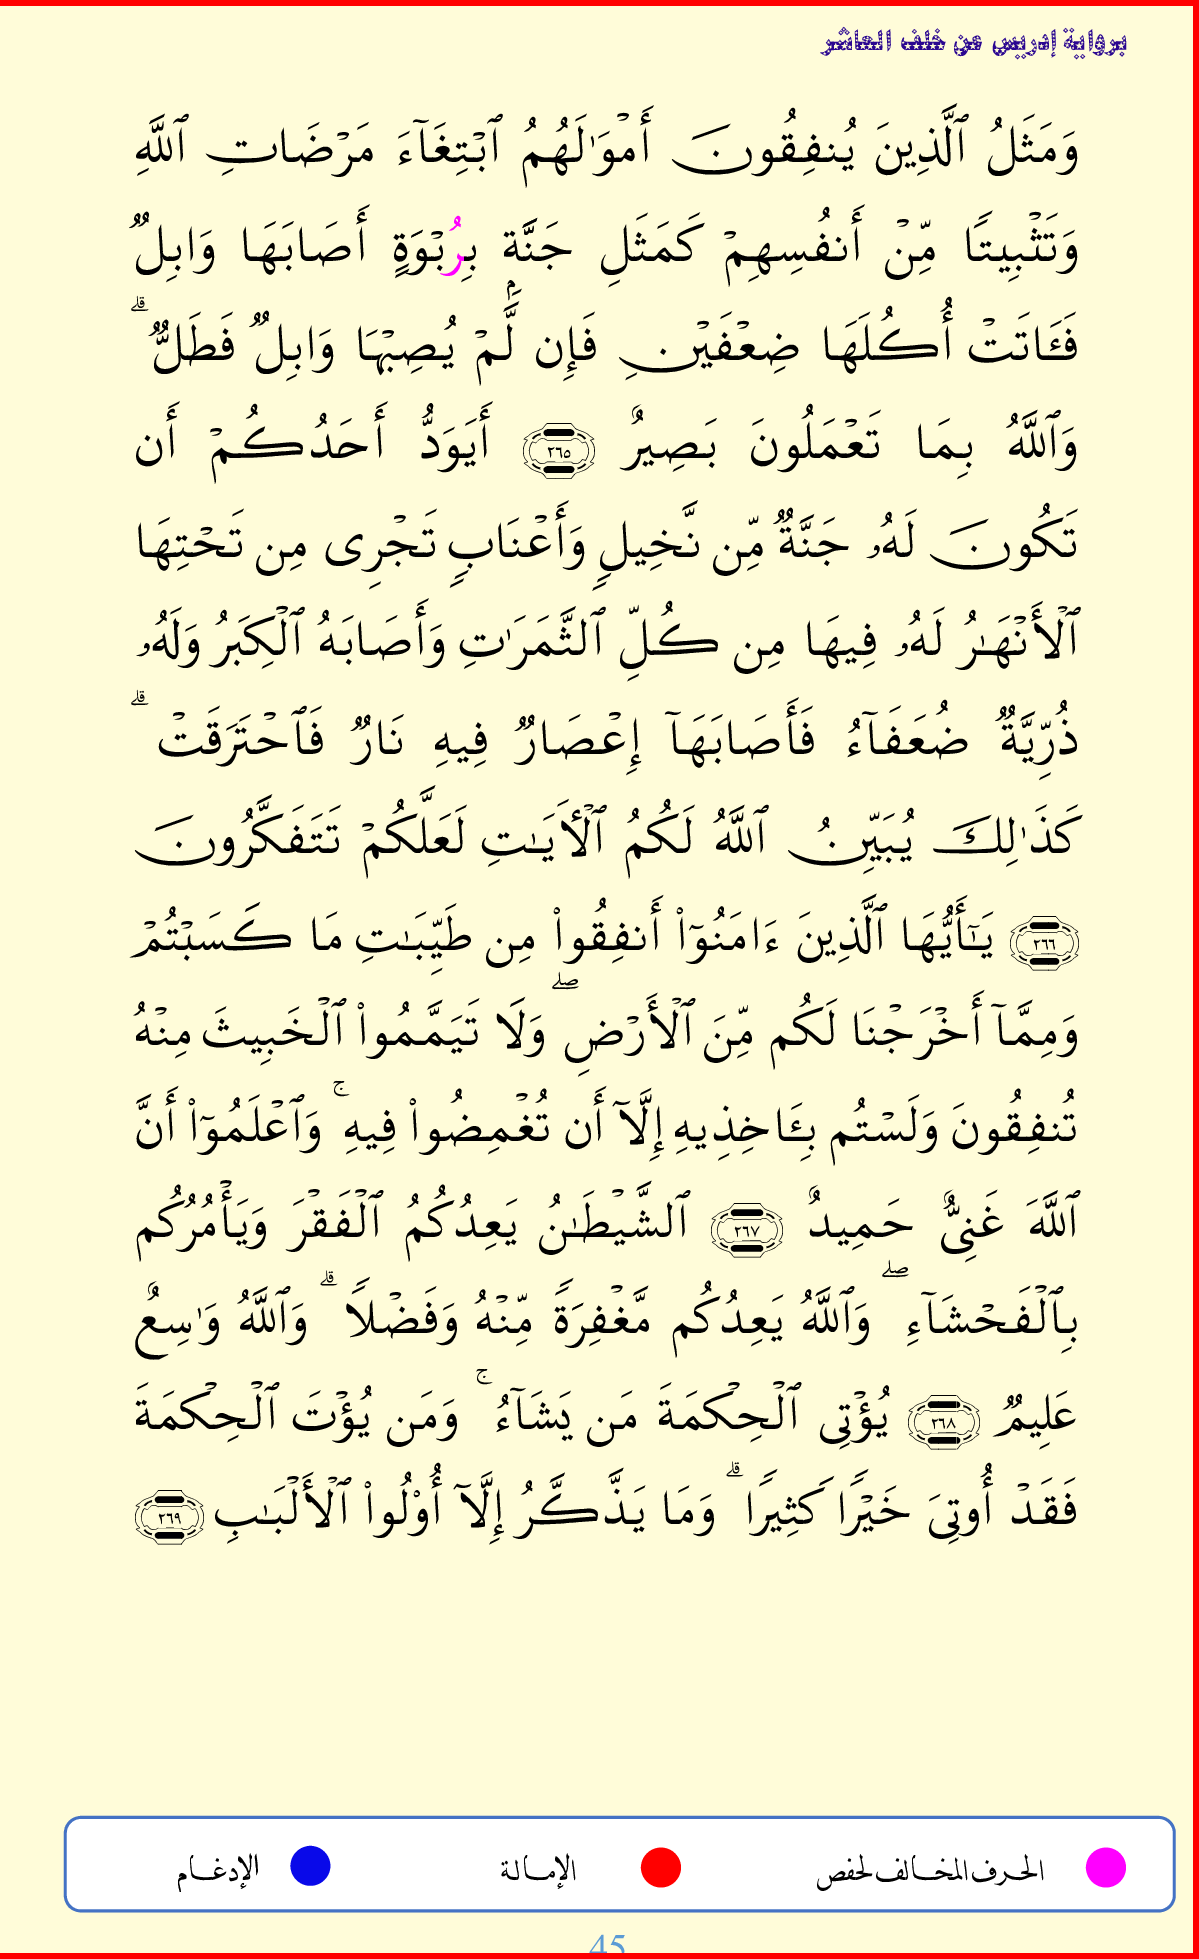 برواية إدريس عن خلف العاشر
وَمَثَلُ ٱلَّذِينَ يُنفِقُونَ أَمۡوَٰلَهُمُ ٱبۡتِغَآءَ مَرۡضَاتِ ٱللَّهِ
وَتَثۡبِيتٗا مِّنۡ أَنفُسِهِمۡ كَمَثَلِ جَنَّةِۭ بِرُبۡوَةٍ أَصَابَهَا وَابِلٞ
فَـَٔاتَتۡ أُكُلَهَا ضِعۡفَيۡنِ فَإِن لَّمۡ يُصِبۡهَا وَابِلٞ فَطَلّٞۗ
وَٱللَّهُ بِمَا تَعۡمَلُونَ بَصِيرٌ ٢٦٥ أَيَوَدُّ أَحَدُكُمۡ أَن
تَكُونَ لَهُۥ جَنَّةٞ مِّن نَّخِيلٖ وَأَعۡنَابٖ تَجۡرِى مِن تَحۡتِهَا
ٱلۡأَنۡهَٰرُ لَهُۥ فِيهَا مِن كُلِّ ٱلثَّمَرَٰتِ وَأَصَابَهُ ٱلۡكِبَرُ وَلَهُۥ
ذُرِّيَّةٞ ضُعَفَآءُ فَأَصَابَهَآ إِعۡصَارٞ فِيهِ نَارٞ فَٱحۡتَرَقَتۡۗ
كَذَٰلِكَ يُبَيِّنُ ٱللَّهُ لَكُمُ ٱلۡأٓيَٰتِ لَعَلَّكُمۡ تَتَفَكَّرُونَ
٢٦٦ يَٰٓأَيُّهَا ٱلَّذِينَ ءَامَنُوٓاْ أَنفِقُواْ مِن طَيِّبَٰتِ مَا كَسَبۡتُمۡ
وَمِمَّآ أَخۡرَجۡنَا لَكُم مِّنَ ٱلۡأَرۡضِۖ وَلَا تَيَمَّمُواْ ٱلۡخَبِيثَ مِنۡهُ
تُنفِقُونَ وَلَسۡتُم بِـَٔاخِذِيهِ إِلَّآ أَن تُغۡمِضُواْ فِيهِۚ وَٱعۡلَمُوٓاْ أَنَّ
ٱللَّهَ غَنِىٌّ حَمِيدٌ ٢٦٧ ٱلشَّيۡطَٰنُ يَعِدُكُمُ ٱلۡفَقۡرَ وَيَأۡمُرُكُم
بِٱلۡفَحۡشَآءِۖ وَٱللَّهُ يَعِدُكُم مَّغۡفِرَةٗ مِّنۡهُ وَفَضۡلٗاۗ وَٱللَّهُ وَٰسِعٌ
عَلِيمٞ ٢٦٨ يُؤۡتِى ٱلۡحِكۡمَةَ مَن يَشَآءُۚ وَمَن يُؤۡتَ ٱلۡحِكۡمَةَ
فَقَدۡ أُوتِىَ خَيۡرٗا كَثِيرٗاۗ وَمَا يَذَّكَّرُ إِلَّآ أُوْلُواْ ٱلۡأَلۡبَٰبِ ٢٦٩
الحرف المخالف لحفص الإمالة الإدغام
45